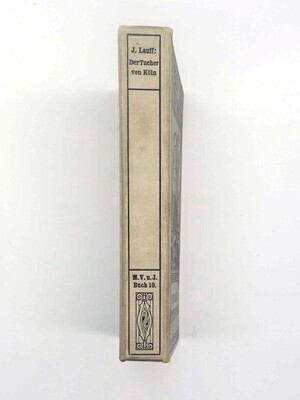 J. Lauff:
Der Tucher
von Köln
M. V. u. J.
Buch 10.